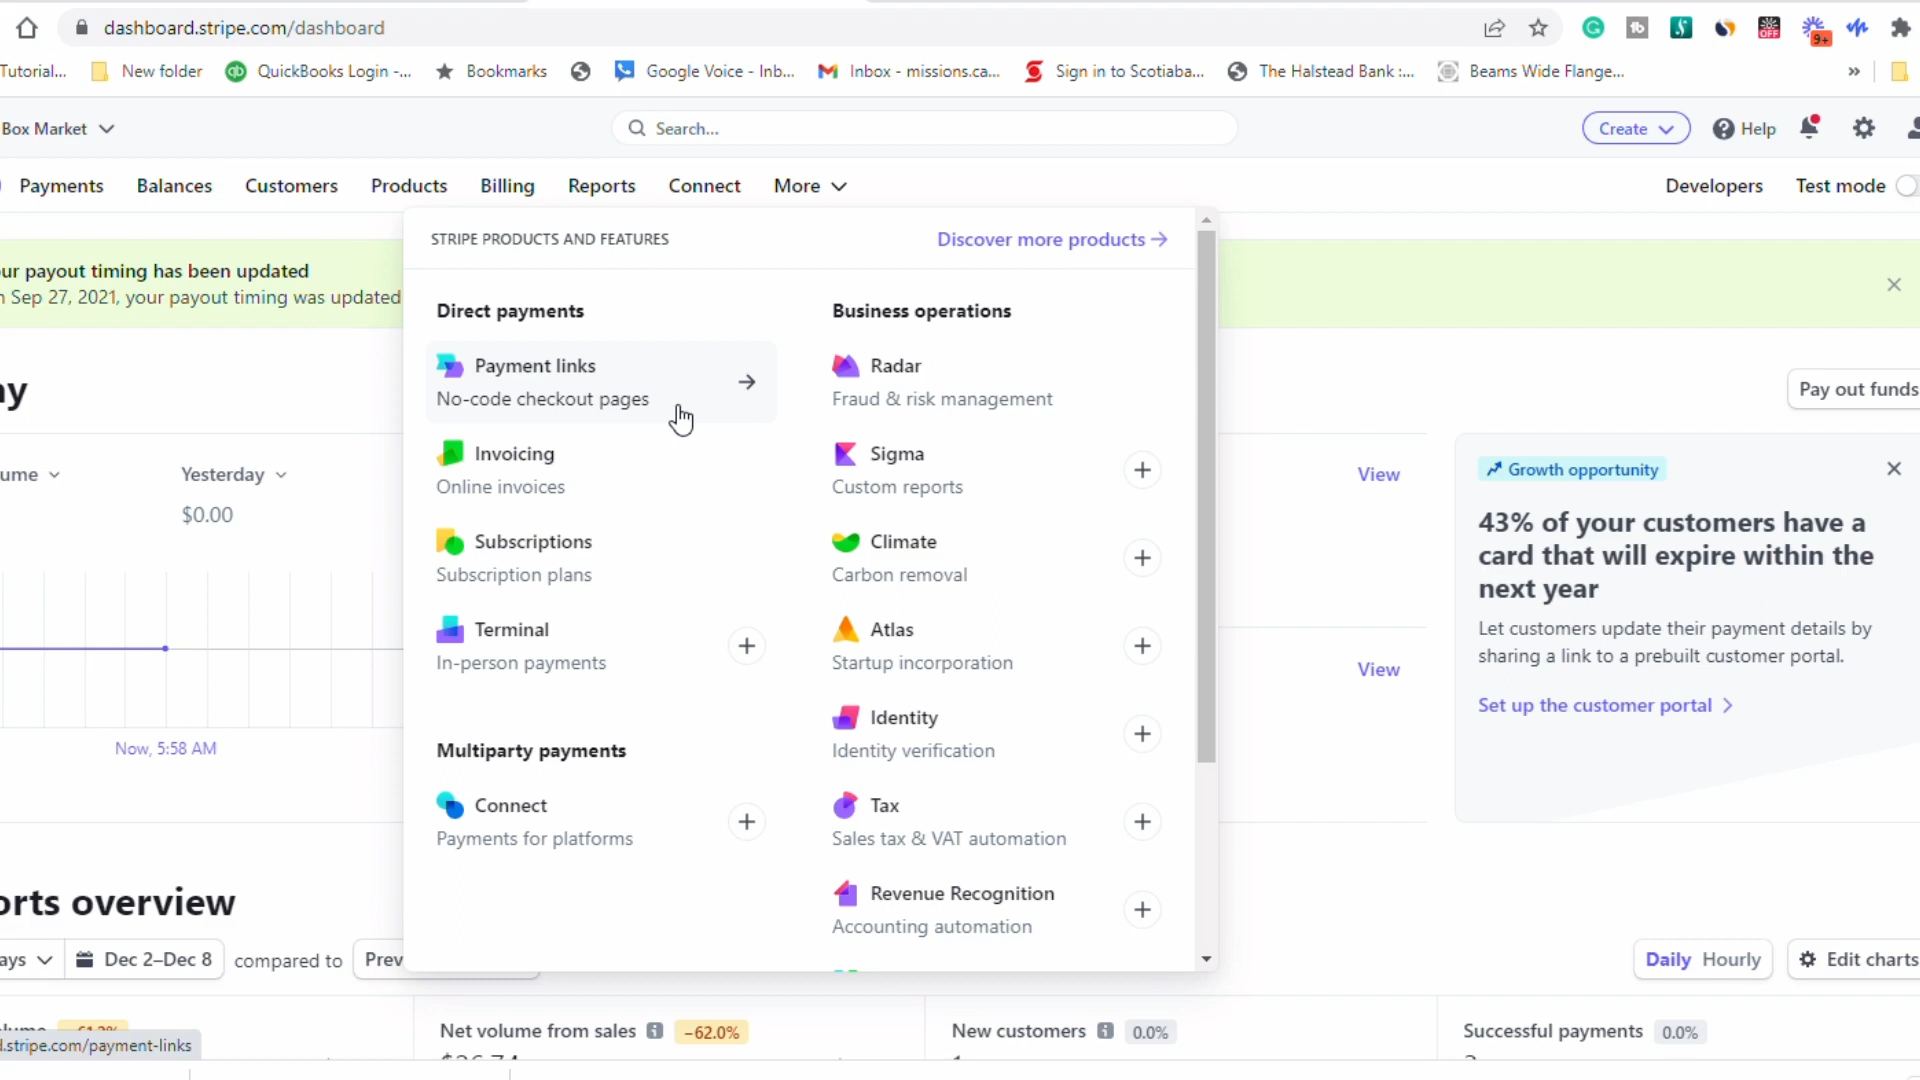 dashboard.stripe.com/dashboard
Tutorial... New folder QuickBooks Login -... Bookmarks Google Voice - Inb... Inbox - missions.ca... Sign in to Scotiaba... The Halstead Bank :... Beams Wide Flange... »
OFF 9+
Box Market Search... Create Help
Payments Balances Customers Products Billing Reports Connect More Developers Test mode
STRIPE PRODUCTS AND FEATURES Discover more products →
ur payout timing has been updated
n Sep 27, 2021, your payout timing was updated
Direct payments
Payment links
No-code checkout pages
Invoicing
Online invoices
Subscriptions
Subscription plans
Terminal
In-person payments
Multiparty payments
Connect
Payments for platforms
Business operations
Radar
Fraud & risk management
Sigma
Custom reports
Climate
Carbon removal
Atlas
Startup incorporation
Identity
Identity verification
Tax
Sales tax & VAT automation
Revenue Recognition
Accounting automation
ay Pay out funds
ume Yesterday View
$0.00
View
Now, 5:58 AM
Growth opportunity
43% of your customers have a
card that will expire within the
next year
Let customers update their payment details by
sharing a link to a prebuilt customer portal.
Set up the customer portal
orts overview
ays Dec 2–Dec 8 compared to Prev Daily Hourly Edit charts
Net volume from sales -62.0% New customers 0.0% Successful payments 0.0%
d.stripe.com/payment-links